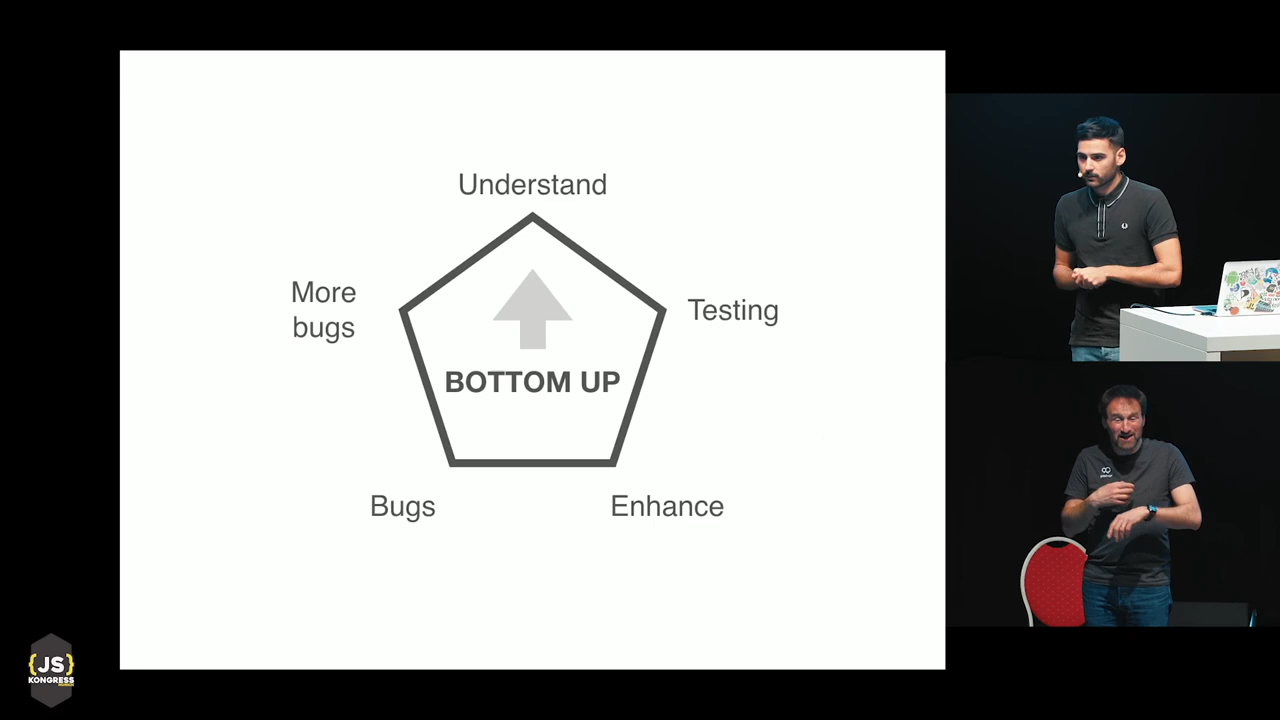 Understand
More
bugs
Testing
BOTTOM UP
Bugs
Enhance
{JS}
KONGRESS